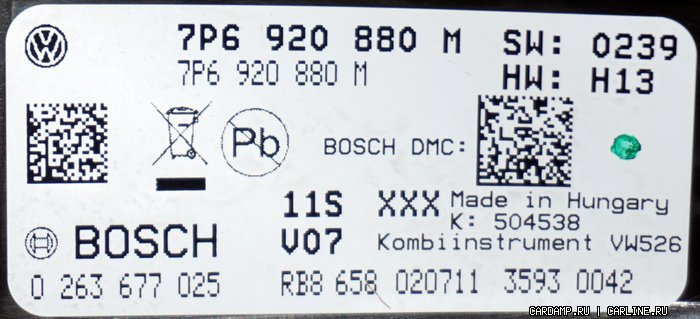 7P6 920 880 M SW: 0239
7P6 920 880 M HW: H13
Pb
BOSCH DMC:
11S XXX Made in Hungary
K: 504538
BOSCH V07 Kombiinstrument VW526
0 263 677 025 RB8 658 020711 3593 0042
CARDAMP.RU | CARLINE.RU